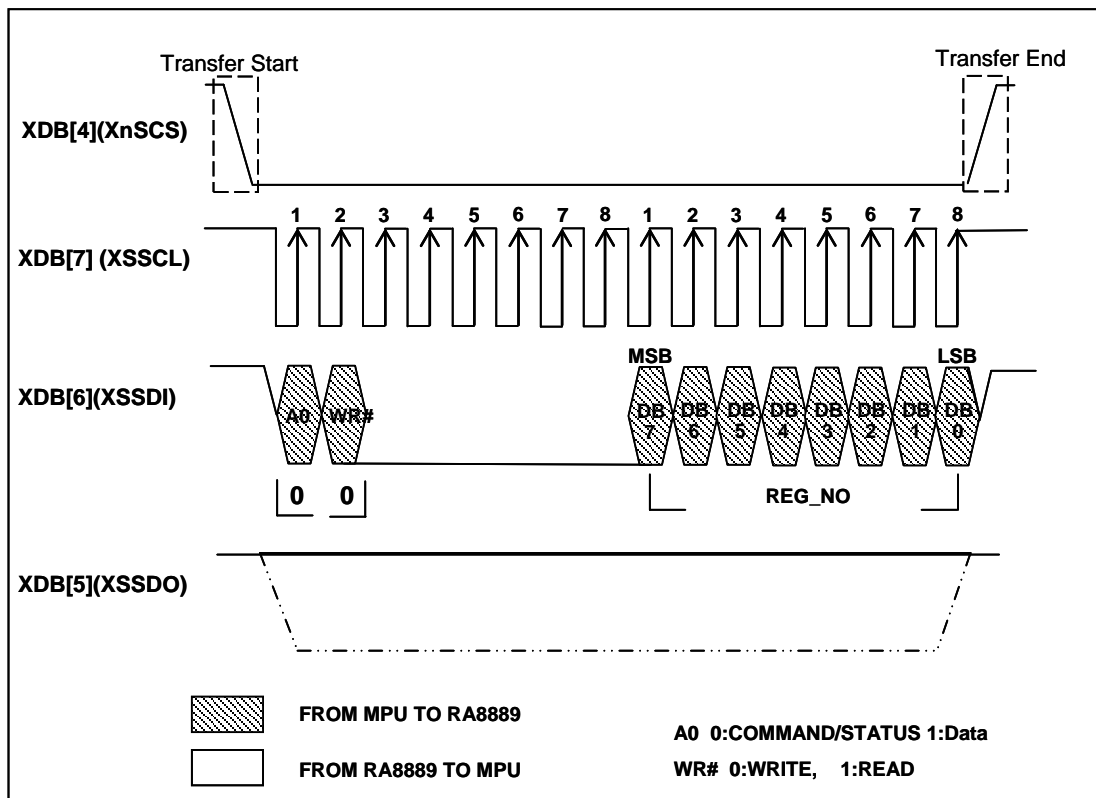 Transfer Start
Transfer End
XDB[4](XnSCS)
1 2 3 4 5 6 7 8 1 2 3 4 5 6 7 8
XDB[7] (XSSCL)
MSB
LSB
XDB[6](XSSDI)
A0 WR# DB 7 DB 6 DB 5 DB 4 DB 3 DB 2 DB 1 DB 0
0 0
REG_NO
XDB[5](XSSDO)
FROM MPU TO RA8889
A0 0:COMMAND/STATUS 1:Data
FROM RA8889 TO MPU
WR# 0:WRITE, 1:READ